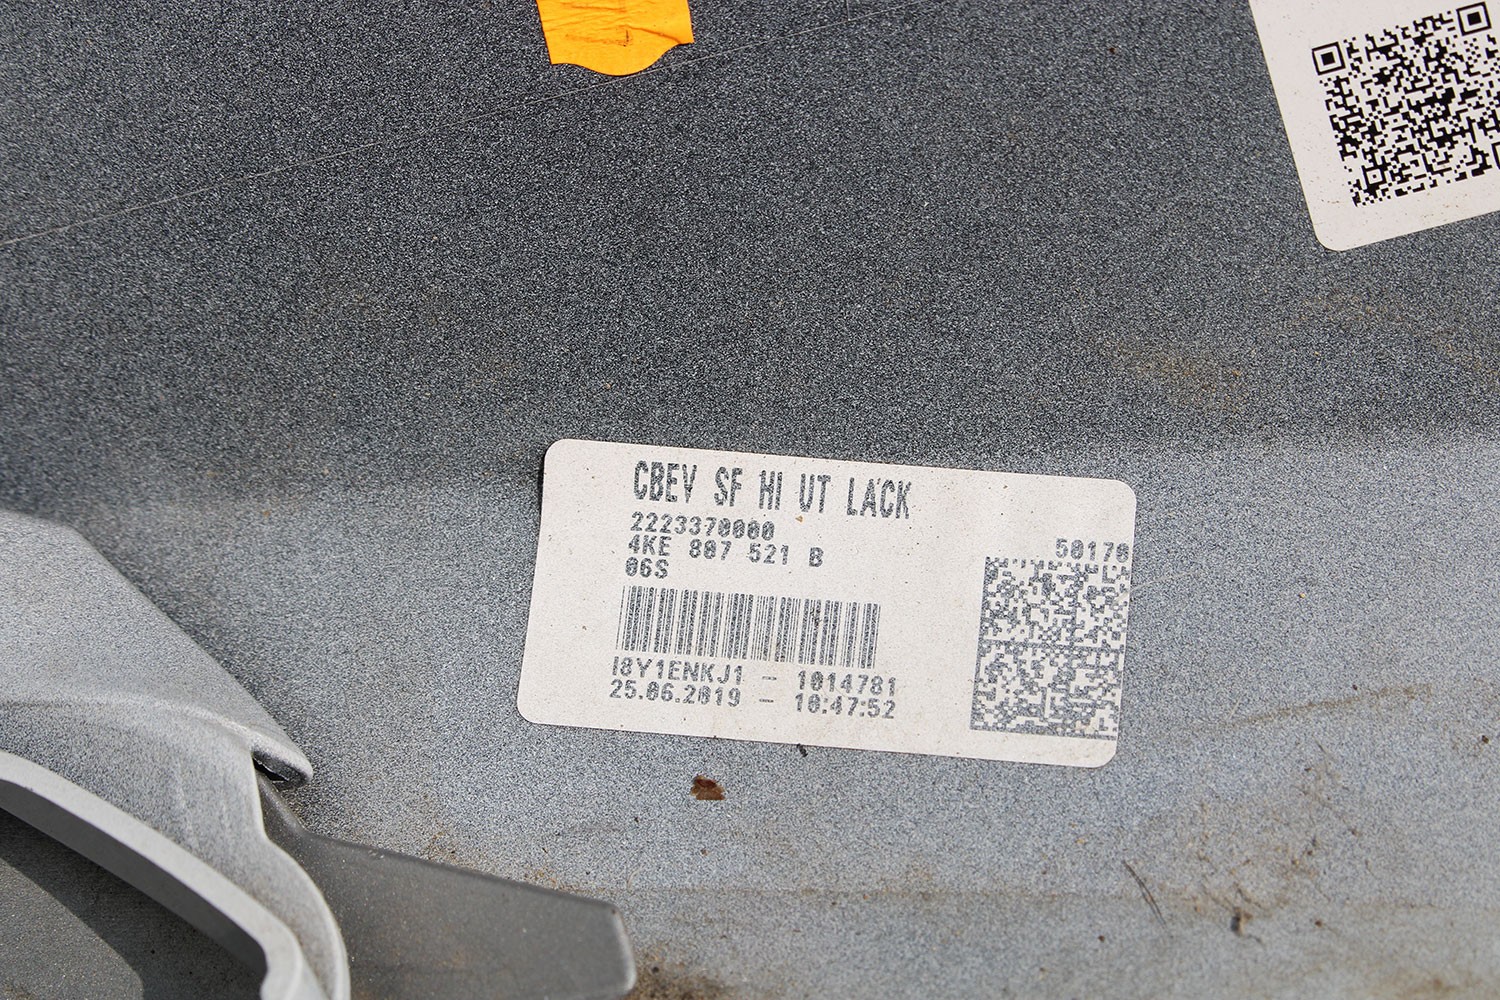 CBEV SF HI UT LACK
2223370000
4KE 807 521 B
06S
50170
I8Y1ENKJ1 - 1014781
25.06.2019 - 10:47:52